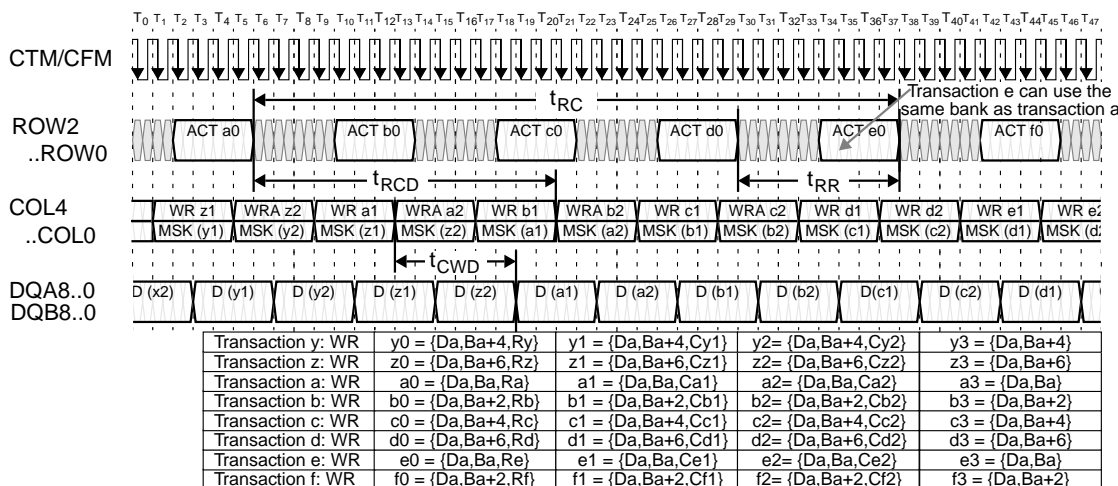 T0 T1 T2 T3 T4 T5 T6 T7 T8 T9 T10 T11 T12 T13 T14 T15 T16 T17 T18 T19 T20 T21 T22 T23 T24 T25 T26 T27 T28 T29 T30 T31 T32 T33 T34 T35 T36 T37 T38 T39 T40 T41 T42 T43 T44 T45 T46 T47
CTM/CFM
tRC
Transaction e can use the
same bank as transaction a
ROW2
..ROW0
ACT a0 ACT b0 ACT c0 ACT d0 ACT e0 ACT f0
tRCD tRR
COL4
..COL0
WR z1 WRA z2 WR a1 WRA a2 WR b1 WRA b2 WR c1 WRA c2 WR d1 WR d2 WR e1 WR e2
MSK (y1) MSK (y2) MSK (z1) MSK (z2) MSK (a1) MSK (a2) MSK (b1) MSK (b2) MSK (c1) MSK (c2) MSK (d1) MSK (d2
tCWD
DQA8..0
DQB8..0
D (x2) D (y1) D (y2) D (z1) D (z2) D (a1) D (a2) D (b1) D (b2) D(c1) D (c2) D (d1)
Transaction y: WR y0 = {Da,Ba+4,Ry} y1 = {Da,Ba+4,Cy1} y2= {Da,Ba+4,Cy2} y3 = {Da,Ba+4}
Transaction z: WR z0 = {Da,Ba+6,Rz} z1 = {Da,Ba+6,Cz1} z2= {Da,Ba+6,Cz2} z3 = {Da,Ba+6}
Transaction a: WR a0 = {Da,Ba,Ra} a1 = {Da,Ba,Ca1} a2= {Da,Ba,Ca2} a3 = {Da,Ba}
Transaction b: WR b0 = {Da,Ba+2,Rb} b1 = {Da,Ba+2,Cb1} b2= {Da,Ba+2,Cb2} b3 = {Da,Ba+2}
Transaction c: WR c0 = {Da,Ba+4,Rc} c1 = {Da,Ba+4,Cc1} c2= {Da,Ba+4,Cc2} c3 = {Da,Ba+4}
Transaction d: WR d0 = {Da,Ba+6,Rd} d1 = {Da,Ba+6,Cd1} d2= {Da,Ba+6,Cd2} d3 = {Da,Ba+6}
Transaction e: WR e0 = {Da,Ba,Re} e1 = {Da,Ba,Ce1} e2= {Da,Ba,Ce2} e3 = {Da,Ba}
Transaction f: WR f0 = {Da,Ba+2,Rf} f1 = {Da,Ba+2,Cf1} f2= {Da,Ba+2,Cf2} f3 = {Da,Ba+2}